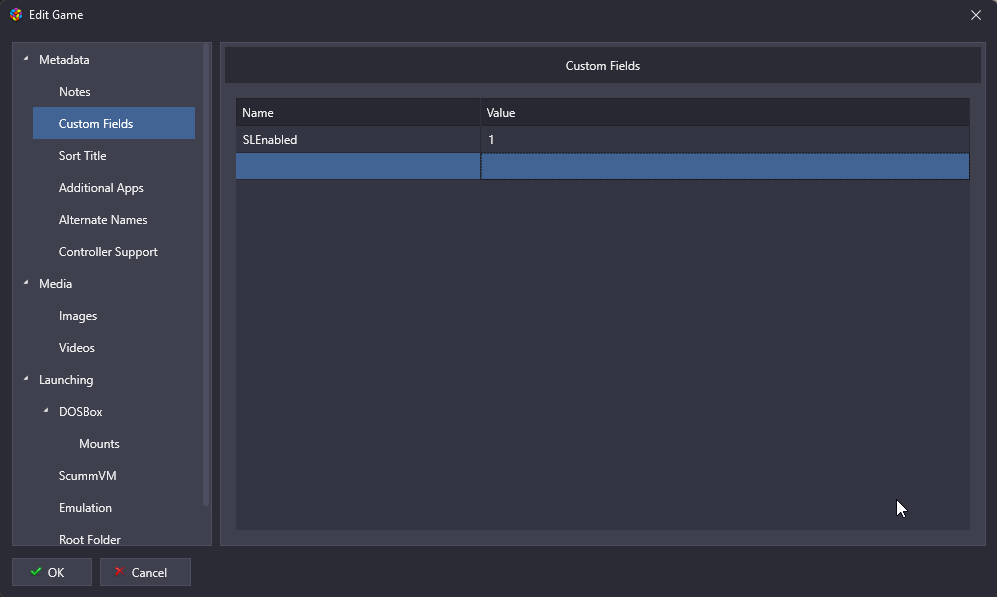 Edit Game
Metadata
Notes
Custom Fields
Sort Title
Additional Apps
Alternate Names
Controller Support
Media
Images
Videos
Launching
DOSBox
Mounts
ScummVM
Emulation
Root Folder
Custom Fields
Name Value
SLEnabled 1
OK Cancel